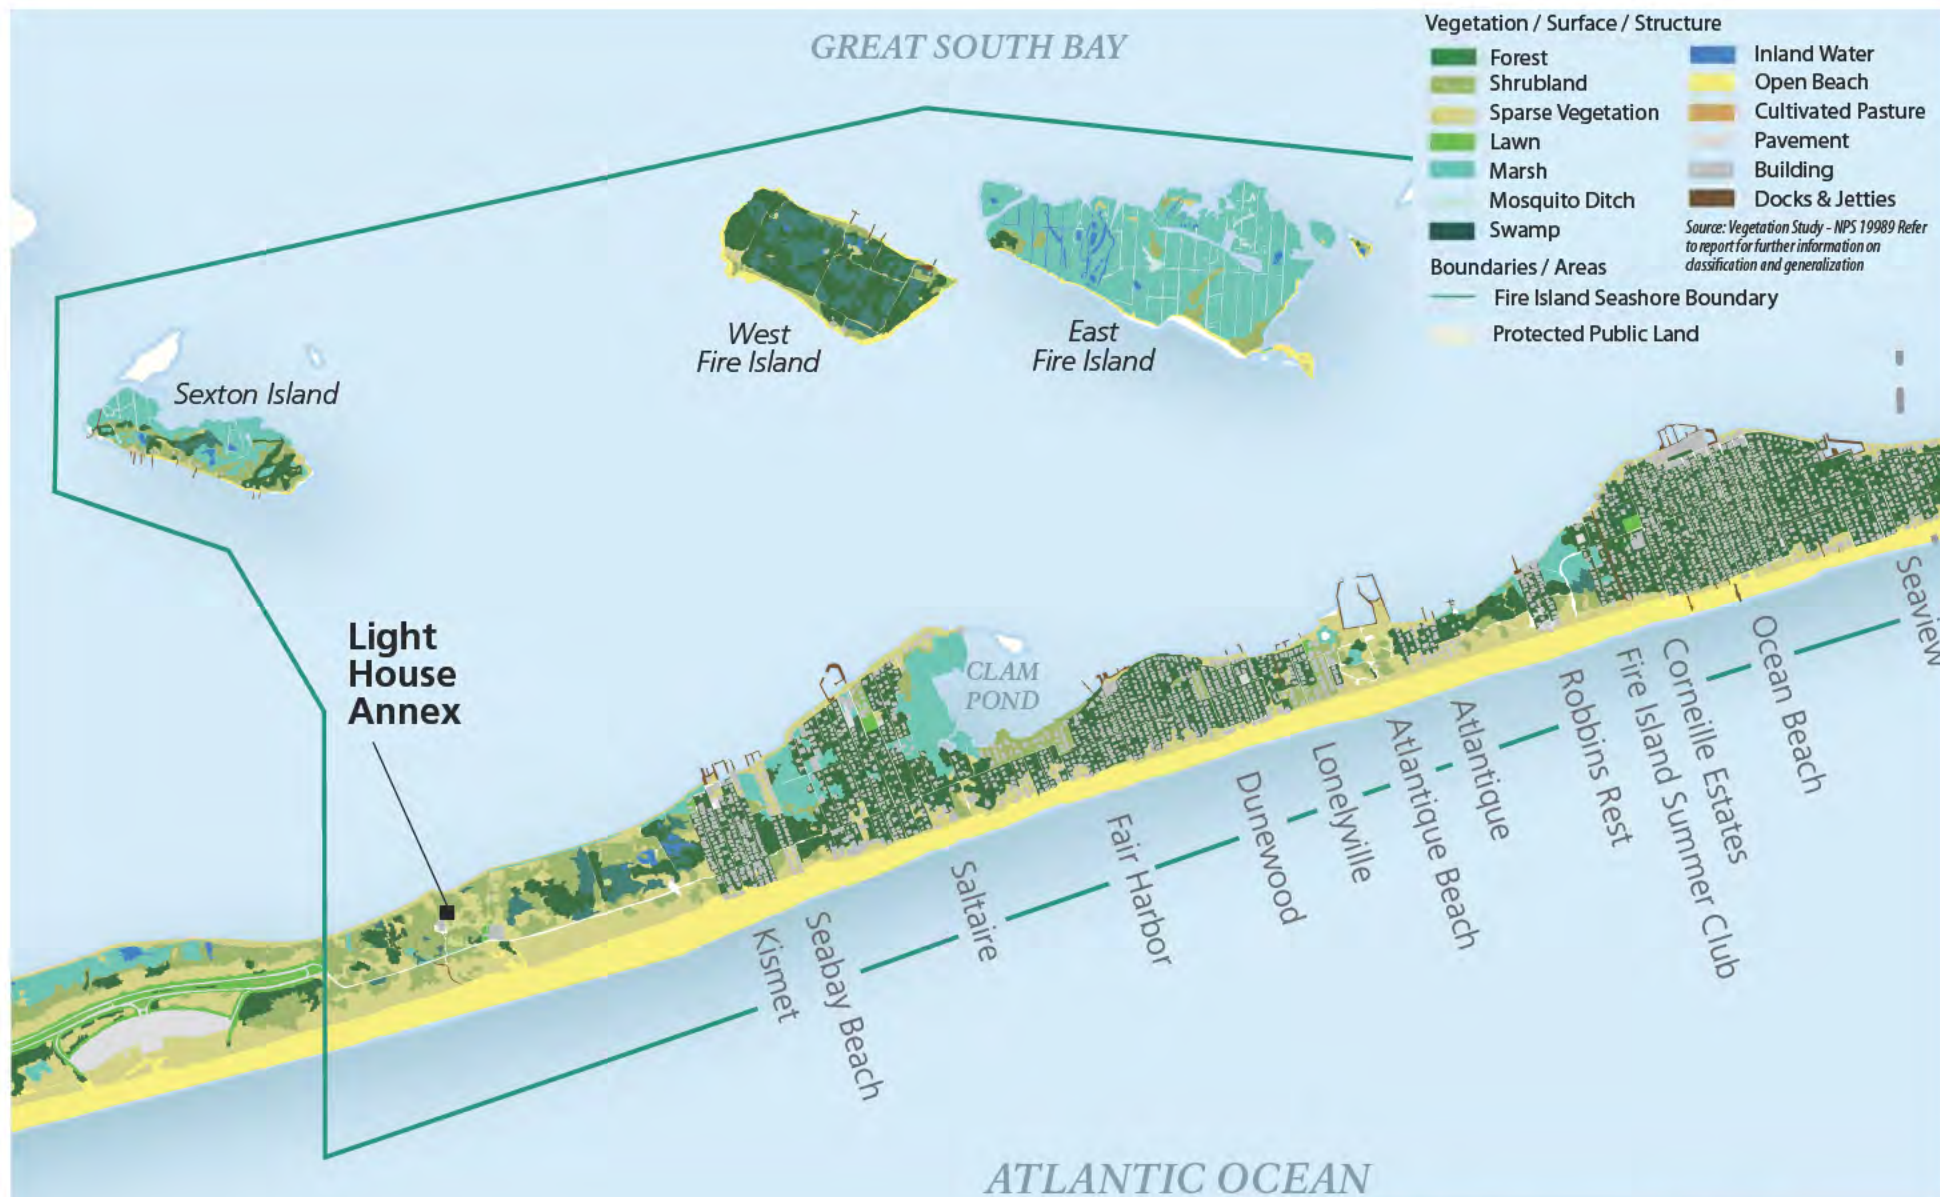 GREAT SOUTH BAY
Vegetation / Surface / Structure
Forest
Shrubland
Sparse Vegetation
Lawn
Marsh
Mosquito Ditch
Swamp
Inland Water
Open Beach
Cultivated Pasture
Pavement
Building
Docks & Jetties
Source: Vegetation Study - NPS 19989 Refer
to report for further information on
classification and generalization
Boundaries / Areas
Fire Island Seashore Boundary
Protected Public Land
West
Fire Island
East
Fire Island
Sexton Island
Light
House
Annex
CLAM
POND
Kismet
Seabay Beach
Saltaire
Fair Harbor
Dunewood
Lonelyville
Atlantique Beach
Atlantique
Robbins Rest
Fire Island Summer Club
Corneille Estates
Ocean Beach
Seaview
ATLANTIC OCEAN